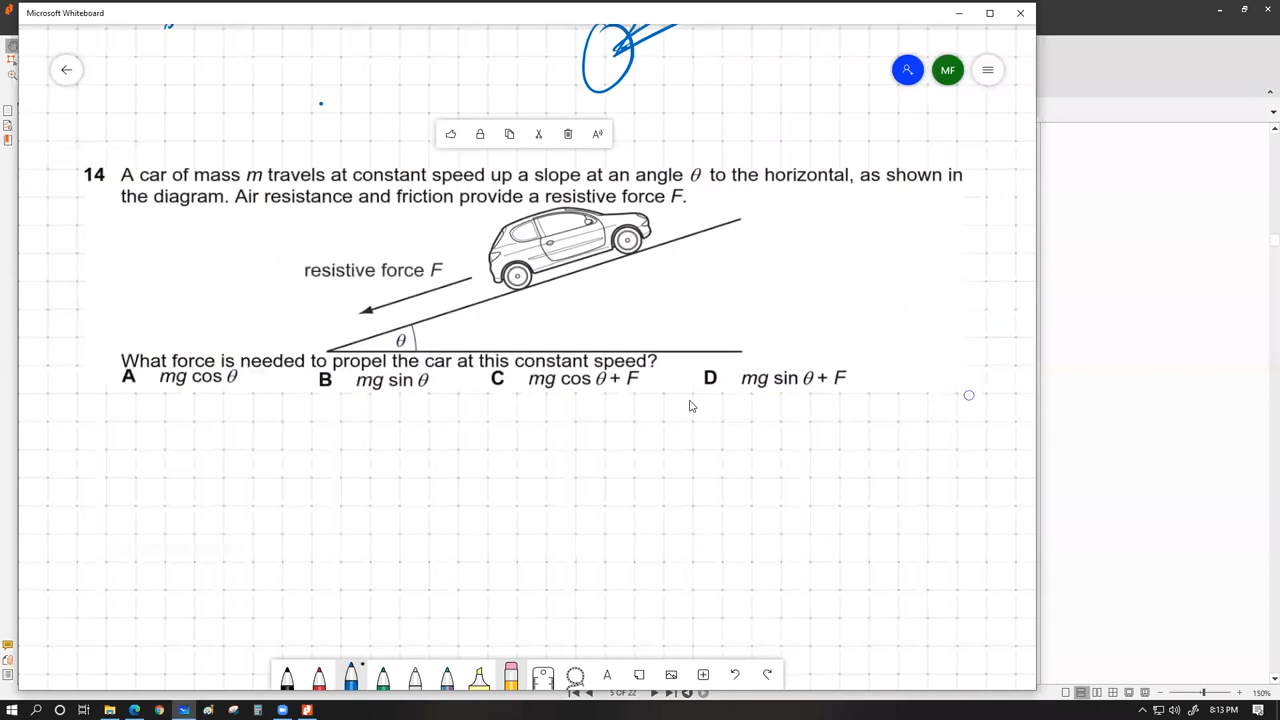 Microsoft Whiteboard
MF
14 A car of mass m travels at constant speed up a slope at an angle θ to the horizontal, as shown in
the diagram. Air resistance and friction provide a resistive force F.
resistive force F
θ
What force is needed to propel the car at this constant speed?
A mg cos θ B mg sin θ C mg cos θ + F D mg sin θ + F
5 OF 22
150%
8:13 PM